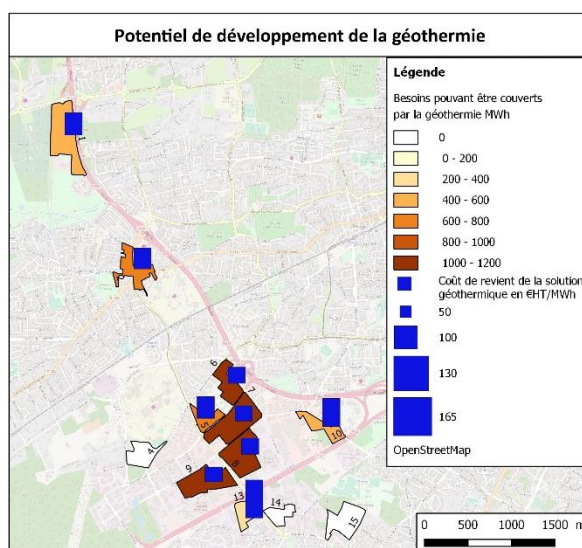 Potentiel de développement de la géothermie
Légende
Besoins pouvant être couverts
par la géothermie MWh
0
0 - 200
200 - 400
400 - 600
600 - 800
800 - 1000
1000 - 1200
Coût de revient de la solution
géothermique en €HT/MWh
50
100
130
165
OpenStreetMap
1
6
7
5
4
10
8
9
13
14
15
0 500 1000 1500 m